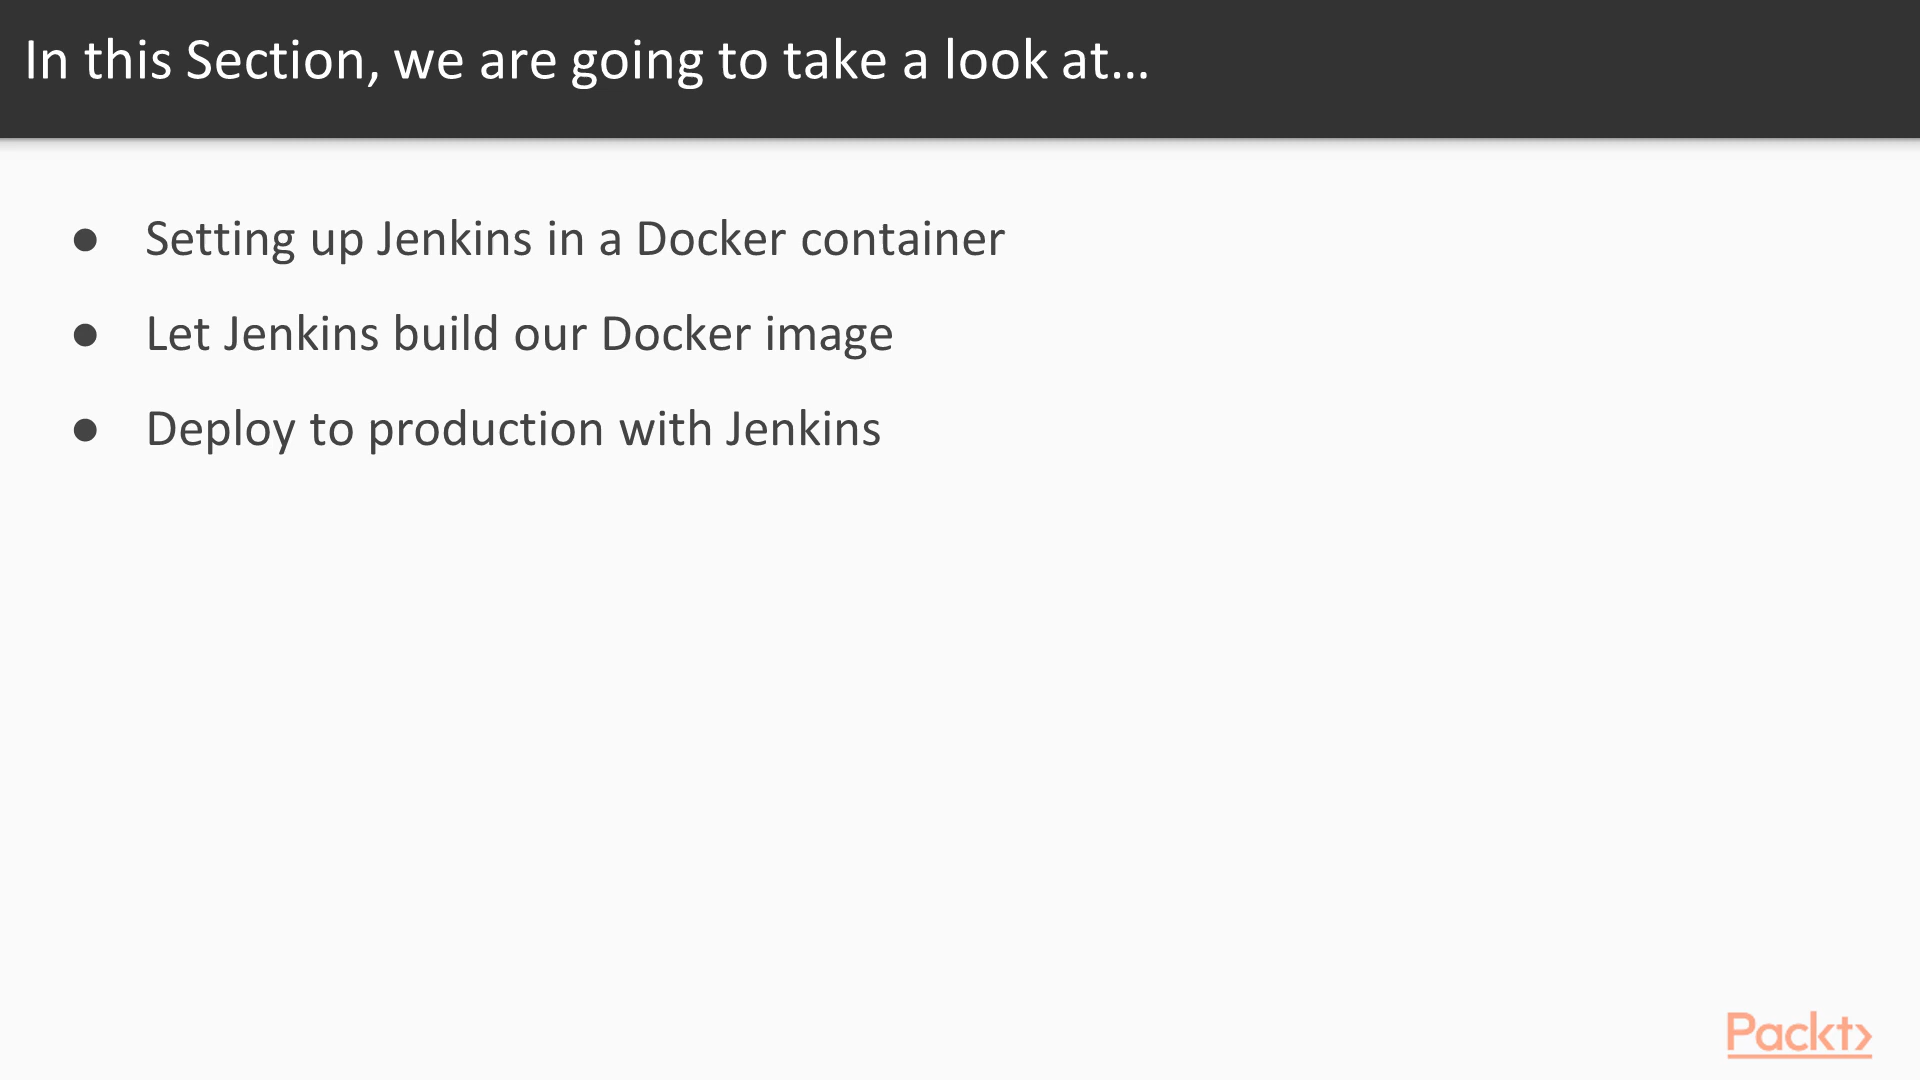 In this Section, we are going to take a look at...
● Setting up Jenkins in a Docker container
● Let Jenkins build our Docker image
● Deploy to production with Jenkins
Packt>